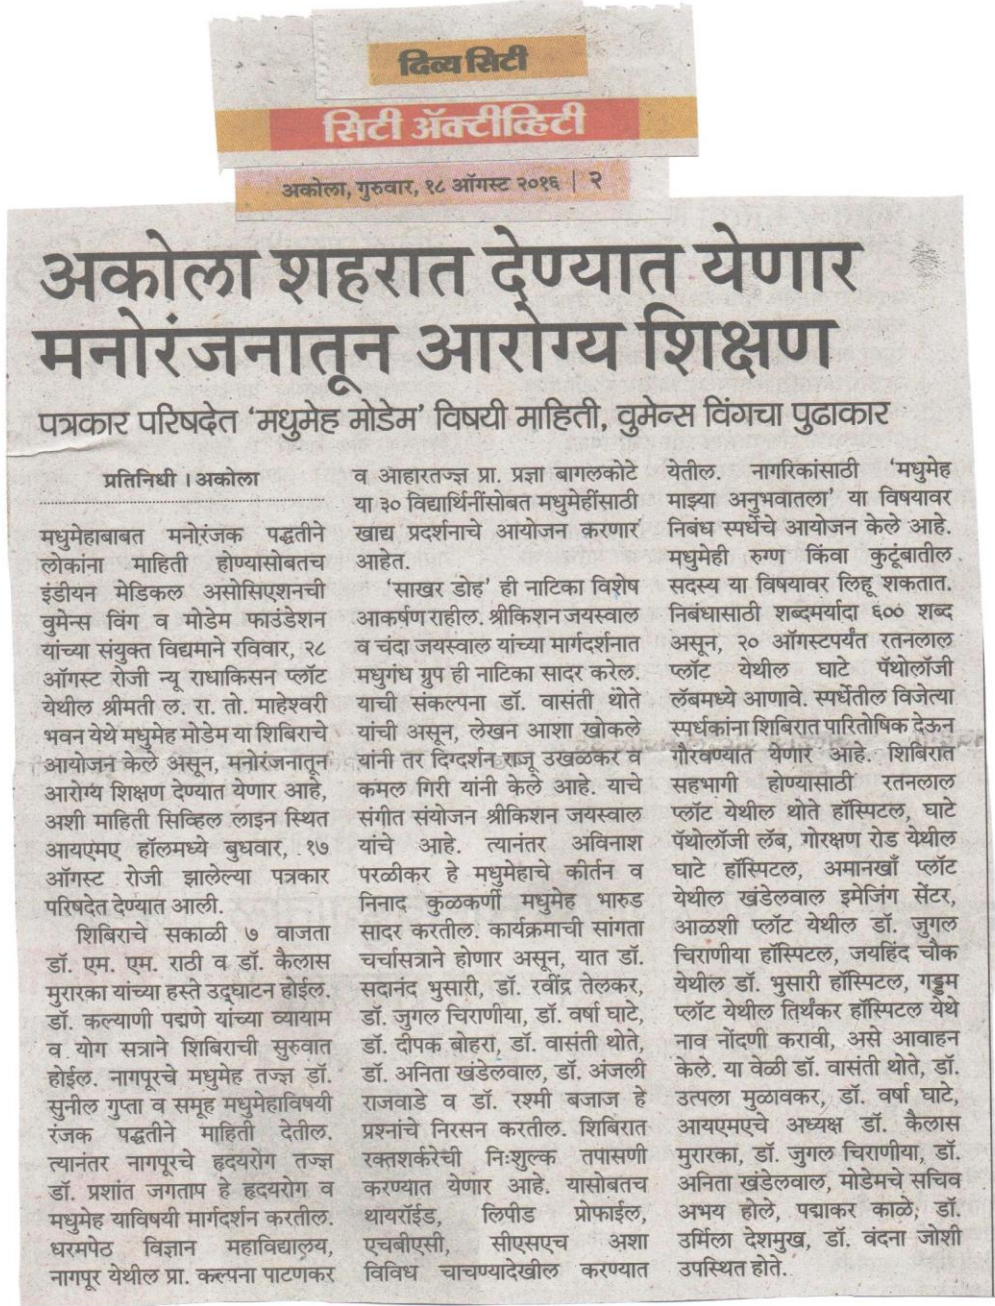 दिव्य सिटी
सिटी ॲक्टीव्हिटी
अकोला, गुरुवार, १८ ऑगस्ट २०१६ | २
अकोला शहरात देण्यात येणार
मनोरंजनातून आरोग्य शिक्षण
पत्रकार परिषदेत 'मधुमेह मोडेम' विषयी माहिती, वुमेन्स विंगचा पुढाकार
प्रतिनिधी । अकोला
मधुमेहाबाबत मनोरंजक पद्धतीने
लोकांना माहिती होण्यासोबतच
इंडीयन मेडिकल असोसिएशनची
वुमेन्स विंग व मोडेम फाउंडेशन
यांच्या संयुक्त विद्यमाने रविवार, २८
ऑगस्ट रोजी न्यू राधाकिसन प्लॉट
येथील श्रीमती ल. रा. तो. माहेश्वरी
भवन येथे मधुमेह मोडेम या शिबिराचे
आयोजन केले असून, मनोरंजनातून
आरोग्य शिक्षण देण्यात येणार आहे,
अशी माहिती सिव्हिल लाइन स्थित
आयएमए हॉलमध्ये बुधवार, १७
ऑगस्ट रोजी झालेल्या पत्रकार
परिषदेत देण्यात आली.
शिबिराचे सकाळी ७ वाजता
डॉ. एम. एम. राठी व डॉ. कैलास
मुरारका यांच्या हस्ते उद्घाटन होईल.
डॉ. कल्याणी पद्मणे यांच्या व्यायाम
व योग सत्राने शिबिराची सुरुवात
होईल. नागपूरचे मधुमेह तज्ज्ञ डॉ.
सुनील गुप्ता व समूह मधुमेहाविषयी
रंजक पद्धतीने माहिती देतील.
त्यानंतर नागपूरचे हृदयरोग तज्ज्ञ
डॉ. प्रशांत जगताप हे हृदयरोग व
मधुमेह याविषयी मार्गदर्शन करतील.
धरमपेठ विज्ञान महाविद्यालय,
नागपूर येथील प्रा. कल्पना पाटणकर
व आहारतज्ज्ञ प्रा. प्रज्ञा बागलकोटे
या ३० विद्यार्थिनींसोबत मधुमेहींसाठी
खाद्य प्रदर्शनाचे आयोजन करणार
आहेत.
'साखर डोह' ही नाटिका विशेष
आकर्षण राहील. श्रीकिशन जयस्वाल
व चंदा जयस्वाल यांच्या मार्गदर्शनात
मधुगंध ग्रुप ही नाटिका सादर करेल.
याची संकल्पना डॉ. वासंती थोते
यांची असून, लेखन आशा खोकले
यांनी तर दिग्दर्शन राजू उखळकर व
कमल गिरी यांनी केले आहे. याचे
संगीत संयोजन श्रीकिशन जयस्वाल
यांचे आहे. त्यानंतर अविनाश
परळीकर हे मधुमेहाचे कीर्तन व
निनाद कुळकर्णी मधुमेह भारुड
सादर करतील. कार्यक्रमाची सांगता
चर्चासत्राने होणार असून, यात डॉ.
सदानंद भुसारी, डॉ. रवींद्र तेलकर,
डॉ. जुगल चिराणीया, डॉ. वर्षा घाटे,
डॉ. दीपक बोहरा, डॉ. वासंती थोते,
डॉ. अनिता खंडेलवाल, डॉ. अंजली
राजवाडे व डॉ. रश्मी बजाज हे
प्रश्नांचे निरसन करतील. शिबिरात
रक्तशर्करेची निःशुल्क तपासणी
करण्यात येणार आहे. यासोबतच
थायरॉईड, लिपीड प्रोफाईल,
एचबीएसी, सीएसएच अशा
विविध चाचण्यादेखील करण्यात
येतील. नागरिकांसाठी 'मधुमेह
माझ्या अनुभवातला' या विषयावर
निबंध स्पर्धेचे आयोजन केले आहे.
मधुमेही रुग्ण किंवा कुटूंबातील
सदस्य या विषयावर लिहू शकतात.
निबंधासाठी शब्दमर्यादा ६०० शब्द
असून, २० ऑगस्टपर्यंत रतनलाल
प्लॉट येथील घाटे पॅथोलॉजी
लॅबमध्ये आणावे. स्पर्धेतील विजेत्या
स्पर्धकांना शिबिरात पारितोषिक देऊन
गौरवण्यात येणार आहे. शिबिरात
सहभागी होण्यासाठी रतनलाल
प्लॉट येथील थोते हॉस्पिटल, घाटे
पॅथोलॉजी लॅब, गोरक्षण रोड येथील
घाटे हॉस्पिटल, अमानखाँ प्लॉट
येथील खंडेलवाल इमेजिंग सेंटर,
आळशी प्लॉट येथील डॉ. जुगल
चिराणीया हॉस्पिटल, जयहिंद चौक
येथील डॉ. भुसारी हॉस्पिटल, गड्डम
प्लॉट येथील तिर्थंकर हॉस्पिटल येथे
नाव नोंदणी करावी, असे आवाहन
केले. या वेळी डॉ. वासंती थोते, डॉ.
उत्पला मुळावकर, डॉ. वर्षा घाटे,
आयएमएचे अध्यक्ष डॉ. कैलास
मुरारका, डॉ. जुगल चिराणीया, डॉ.
अनिता खंडेलवाल, मोडेमचे सचिव
अभय होले, पद्माकर काळे, डॉ.
उर्मिला देशमुख, डॉ. वंदना जोशी
उपस्थित होते.